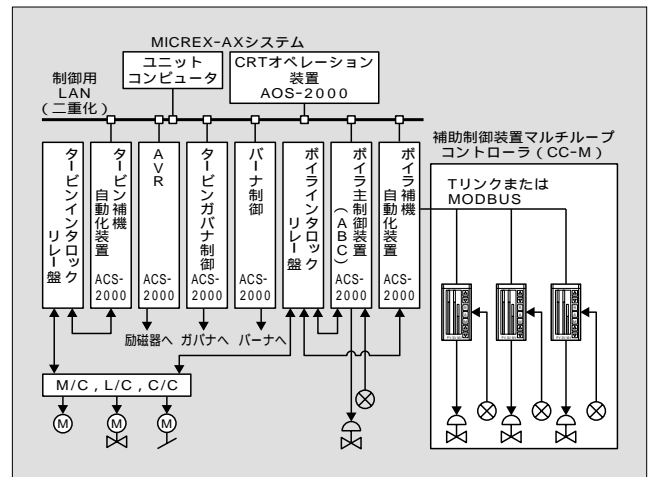 MICREX-AXシステム
ユニット
コンピュータ
CRTオペレーション
装置
AOS-2000
制御用
LAN
(二重化)
タービンインタロック
リレー盤
タービン補機
自動化装置
ACS-
2000
AVR
ACS-
2000
タービンガバナ制御
ACS-
2000
バーナ制御
ACS-
2000
ボイラインタロック
リレー盤
ボイラ主制御装置
(ABC)
ACS-
2000
ボイラ補機
自動化装置
ACS-
2000
補助制御装置マルチループ
コントローラ(CC-M)
Tリンクまたは
MODBUS
励磁器へ
ガバナへ
バーナへ
M/C,L/C,C/C
M
M
M